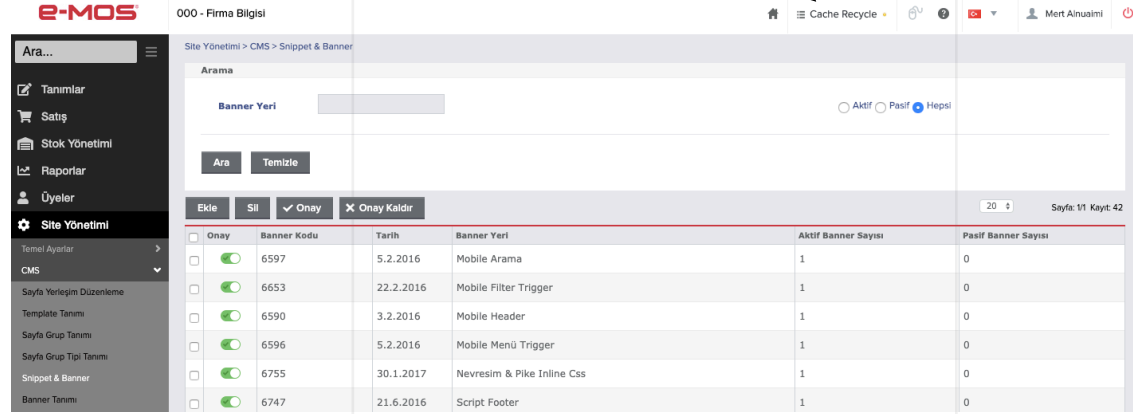 e-MOS
000 - Firma Bilgisi
Cache Recycle
Mert Alnuaimi
Ara...
Tanımlar
Satış
Stok Yönetimi
Raporlar
Üyeler
Site Yönetimi
Temel Ayarlar
CMS
Sayfa Yerleşim Düzenleme
Template Tanımı
Sayfa Grup Tanımı
Sayfa Grup Tipi Tanımı
Snippet & Banner
Banner Tanımı
Site Yönetimi > CMS > Snippet & Banner
Arama
Banner Yeri
Aktif Pasif Hepsi
Ara Temizle
Ekle Sil Onay Onay Kaldır
20 Sayfa: 1/1 Kayıt: 42
Onay Banner Kodu Tarih Banner Yeri Aktif Banner Sayısı Pasif Banner Sayısı
6597 5.2.2016 Mobile Arama 1 0
6653 22.2.2016 Mobile Filter Trigger 1 0
6590 3.2.2016 Mobile Header 1 0
6596 5.2.2016 Mobile Menü Trigger 1 0
6755 30.1.2017 Nevresim & Pike Inline Css 1 0
6747 21.6.2016 Script Footer 1 0